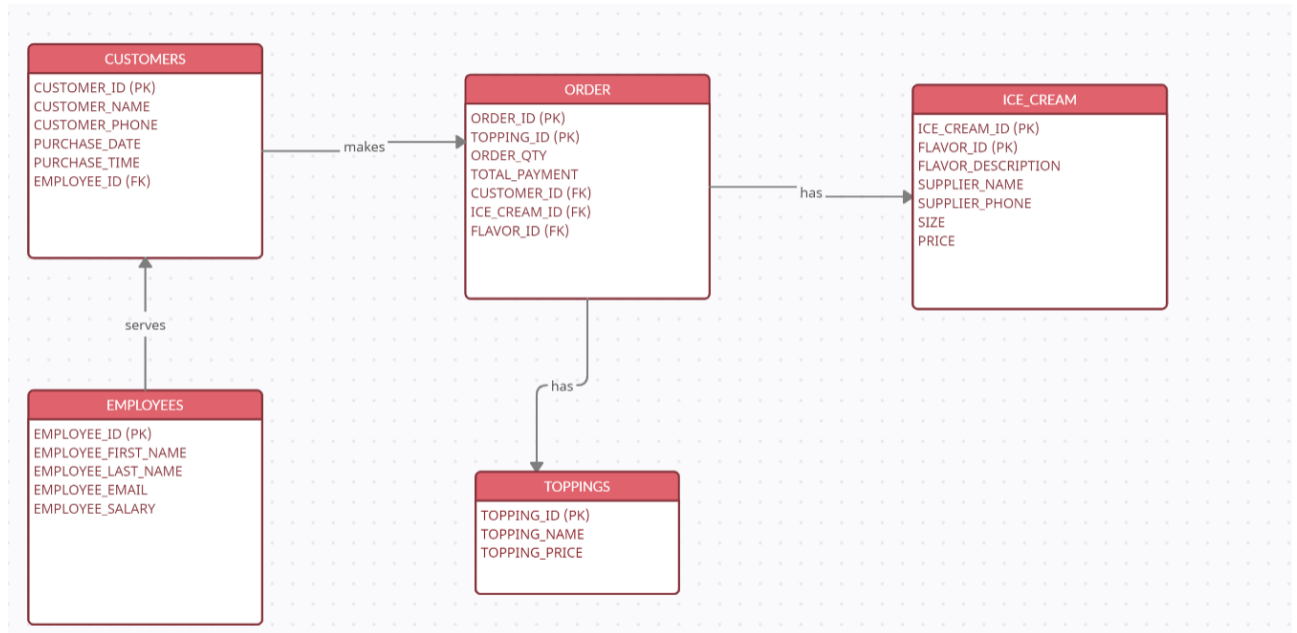 CUSTOMERS
CUSTOMER_ID (PK)
CUSTOMER_NAME
CUSTOMER_PHONE
PURCHASE_DATE
PURCHASE_TIME
EMPLOYEE_ID (FK)
makes
ORDER
ORDER_ID (PK)
TOPPING_ID (PK)
ORDER_QTY
TOTAL_PAYMENT
CUSTOMER_ID (FK)
ICE_CREAM_ID (FK)
FLAVOR_ID (FK)
has
ICE_CREAM
ICE_CREAM_ID (PK)
FLAVOR_ID (PK)
FLAVOR_DESCRIPTION
SUPPLIER_NAME
SUPPLIER_PHONE
SIZE
PRICE
serves
EMPLOYEES
EMPLOYEE_ID (PK)
EMPLOYEE_FIRST_NAME
EMPLOYEE_LAST_NAME
EMPLOYEE_EMAIL
EMPLOYEE_SALARY
has
TOPPINGS
TOPPING_ID (PK)
TOPPING_NAME
TOPPING_PRICE